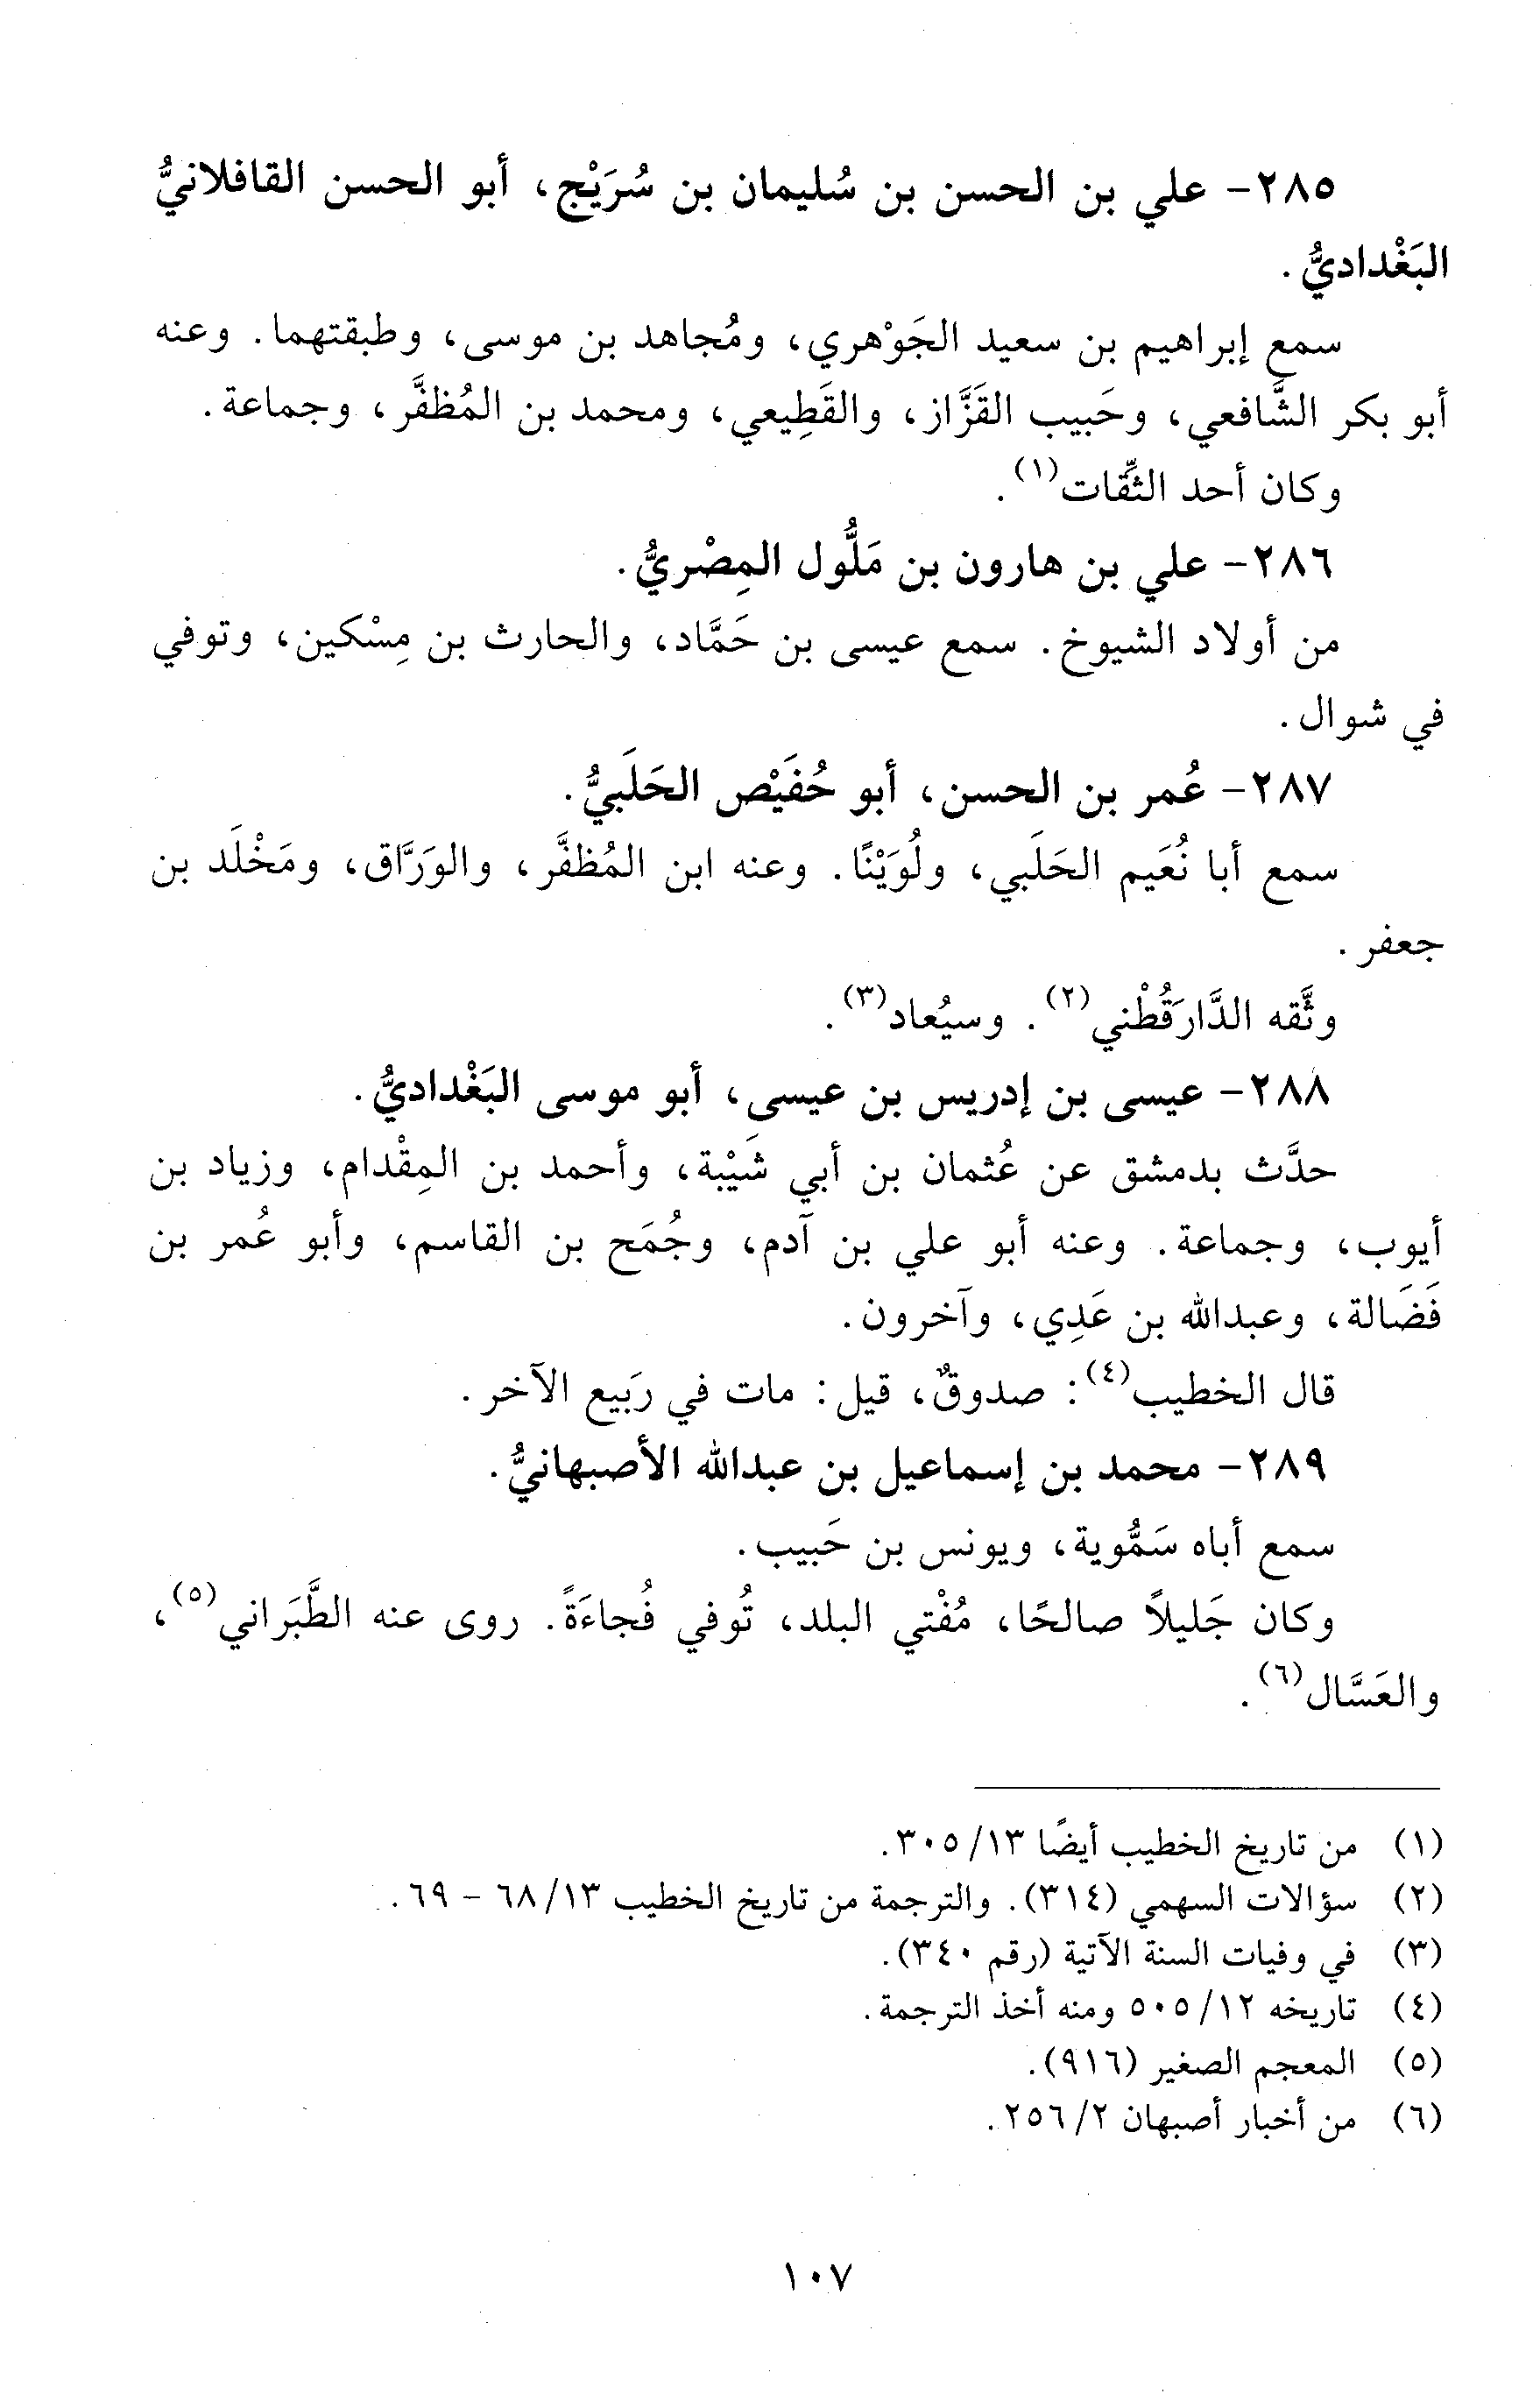 ٢٨٥- علي بن الحسن بن سُليمان بن سُرَيْج، أبو الحسن القافلانيُّ
البَغْداديُّ.
سمع إبراهيم بن سعيد الجَوْهري، ومُجاهد بن موسى، وطبقتهما. وعنه
أبو بكر الشَّافعي، وحَبيب القَزَّاز، والقَطِيعي، ومحمد بن المُظفَّر، وجماعة.
وكان أحد الثِّقات(١).
٢٨٦- علي بن هارون بن مَلُّول المِصْريُّ.
من أولاد الشيوخ. سمع عيسى بن حَمَّاد، والحارث بن مِسْكين، وتوفي
في شوال.
٢٨٧- عُمر بن الحسن، أبو حُفَيْص الحَلَبيُّ.
سمع أبا نُعَيم الحَلَبي، ولُوَيْنًا. وعنه ابن المُظفَّر، والوَرَّاق، ومَخْلَد بن
جعفر.
وثَّقه الدَّارَقُطْني(٢). وسيُعاد(٣).
٢٨٨- عيسى بن إدريس بن عيسى، أبو موسى البَغْداديُّ.
حدَّث بدمشق عن عُثمان بن أبي شَيْبة، وأحمد بن المِقْدام، وزياد بن
أيوب، وجماعة. وعنه أبو علي بن آدم، وجُمَح بن القاسم، وأبو عُمر بن
فَضَالة، وعبدالله بن عَدِي، وآخرون.
قال الخطيب(٤): صدوقٌ، قيل: مات في رَبيع الآخر.
٢٨٩- محمد بن إسماعيل بن عبدالله الأصبهانيُّ.
سمع أباه سَمُّوية، ويونس بن حَبيب.
وكان جَليلاً صالحًا، مُفْتي البلد، تُوفي فُجاءَةً. روى عنه الطَّبَراني(٥)،
والعَسَّال(٦).
(١) من تاريخ الخطيب أيضًا ١٣/ ٣٠٥.
(٢) سؤالات السهمي (٣١٤). والترجمة من تاريخ الخطيب ١٣/ ٦٨ - ٦٩.
(٣) في وفيات السنة الآتية (رقم ٣٤٠).
(٤) تاريخه ١٢/ ٥٠٥ ومنه أخذ الترجمة.
(٥) المعجم الصغير (٩١٦).
(٦) من أخبار أصبهان ٢/ ٢٥٦.
١٠٧